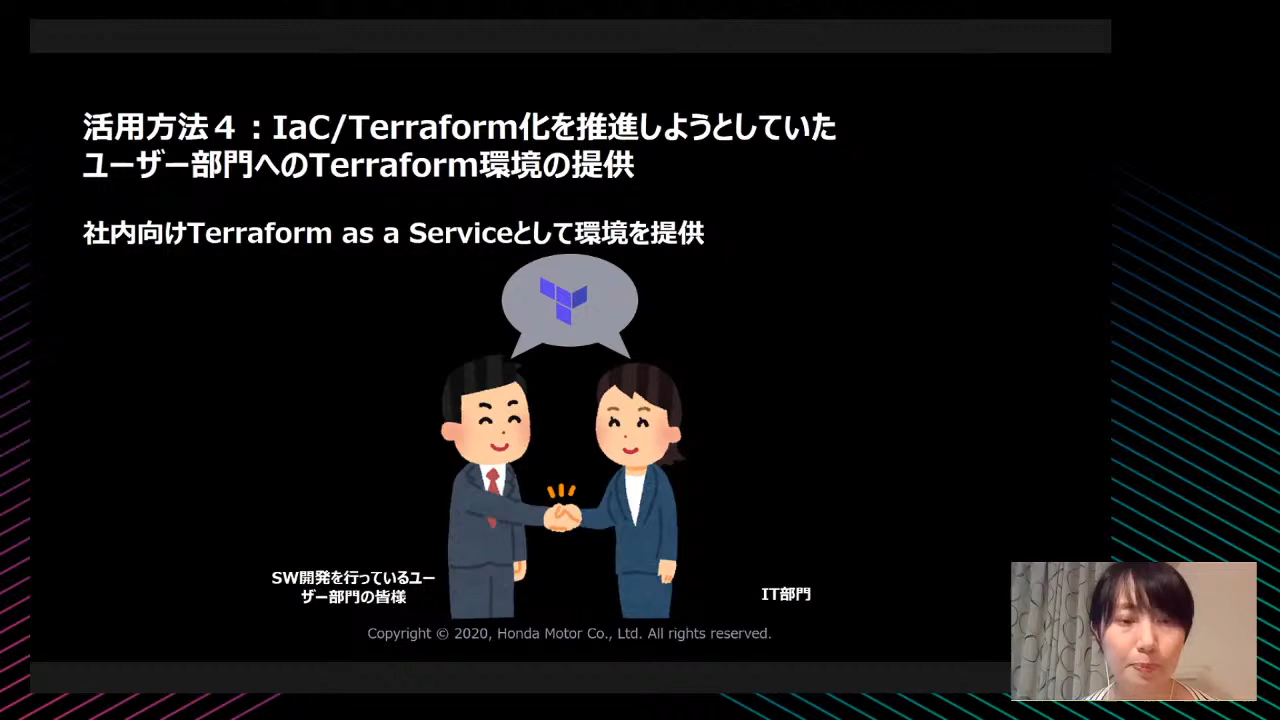 活用方法４：IaC/Terraform化を推進しようとしていた
ユーザー部門へのTerraform環境の提供
社内向けTerraform as a Serviceとして環境を提供
SW開発を行っているユー
ザー部門の皆様
IT部門
Copyright © 2020, Honda Motor Co., Ltd. All rights reserved.